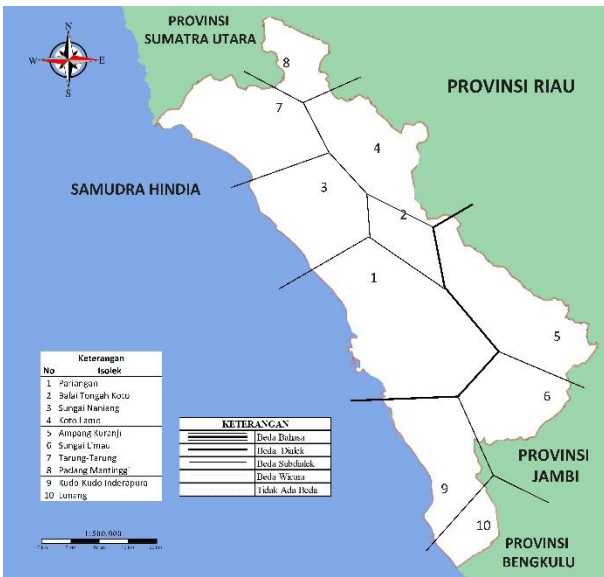 PROVINSI
SUMATRA UTARA
N
W E
S
8
PROVINSI RIAU
7
4
SAMUDRA HINDIA
3
2
1
5
6
Keterangan
No Isolek
1 Pariangan
2 Balai Tongah Koto
3 Sungai Naniang
4 Koto Lamo
5 Ampang Kuranji
6 Sungai Limau
7 Tarung-Tarung
8 Padang Mantinggi
9 Kudo-Kudo Inderapura
10 Lunang
KETERANGAN
Beda Bahasa
Beda Dialek
Beda Subdialek
Beda Wicara
Tidak Ada Beda
PROVINSI
JAMBI
9
10
1:500.000
PROVINSI
BENGKULU